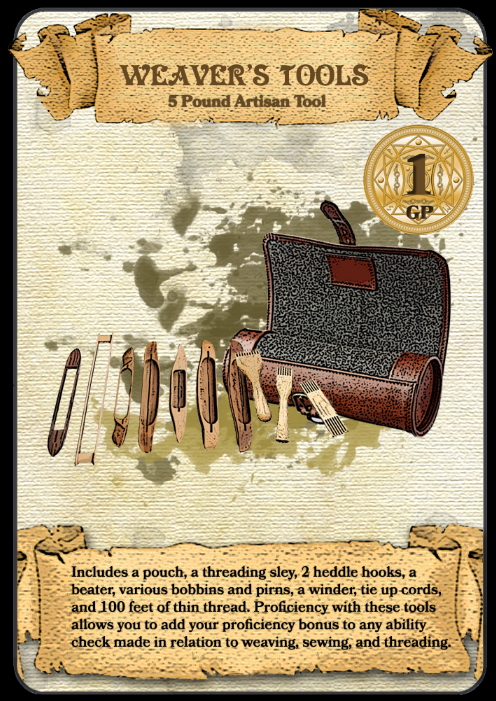 WEAVER'S TOOLS
5 Pound Artisan Tool
1
GP
Includes a pouch, a threading sley, 2 heddle hooks, a
beater, various bobbins and pirns, a winder, tie up cords,
and 100 feet of thin thread. Proficiency with these tools
allows you to add your proficiency bonus to any ability
check made in relation to weaving, sewing, and threading.